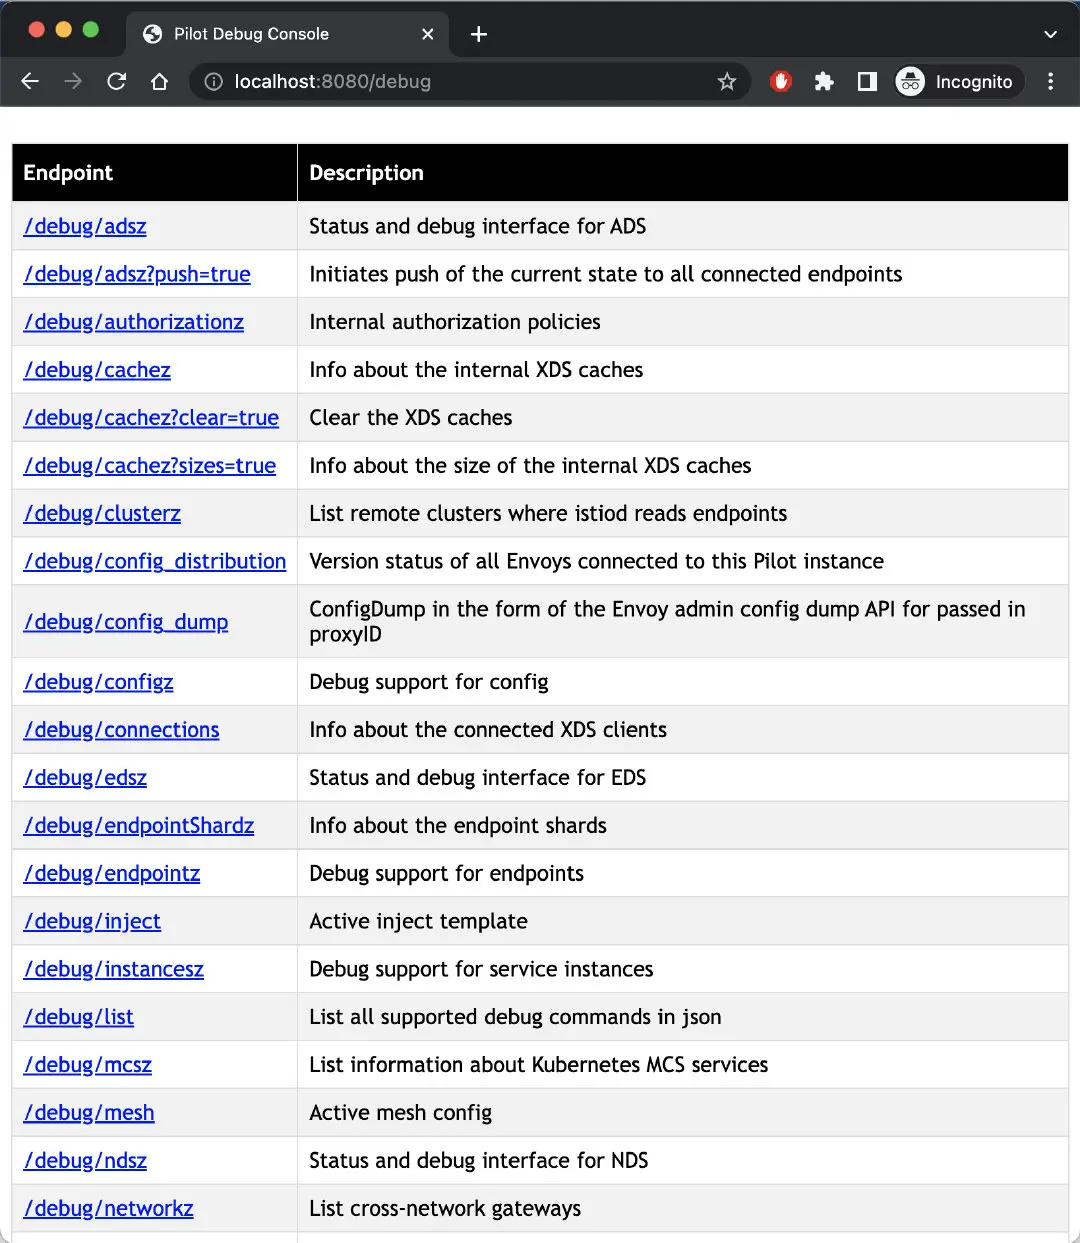 Pilot Debug Console
localhost:8080/debug
Incognito
Endpoint Description
/debug/adsz Status and debug interface for ADS
/debug/adsz?push=true Initiates push of the current state to all connected endpoints
/debug/authorizationz Internal authorization policies
/debug/cachez Info about the internal XDS caches
/debug/cachez?clear=true Clear the XDS caches
/debug/cachez?sizes=true Info about the size of the internal XDS caches
/debug/clusterz List remote clusters where istiod reads endpoints
/debug/config_distribution Version status of all Envoys connected to this Pilot instance
/debug/config_dump ConfigDump in the form of the Envoy admin config dump API for passed in
proxyID
/debug/configz Debug support for config
/debug/connections Info about the connected XDS clients
/debug/edsz Status and debug interface for EDS
/debug/endpointShardz Info about the endpoint shards
/debug/endpointz Debug support for endpoints
/debug/inject Active inject template
/debug/instancesz Debug support for service instances
/debug/list List all supported debug commands in json
/debug/mcsz List information about Kubernetes MCS services
/debug/mesh Active mesh config
/debug/ndsz Status and debug interface for NDS
/debug/networkz List cross-network gateways